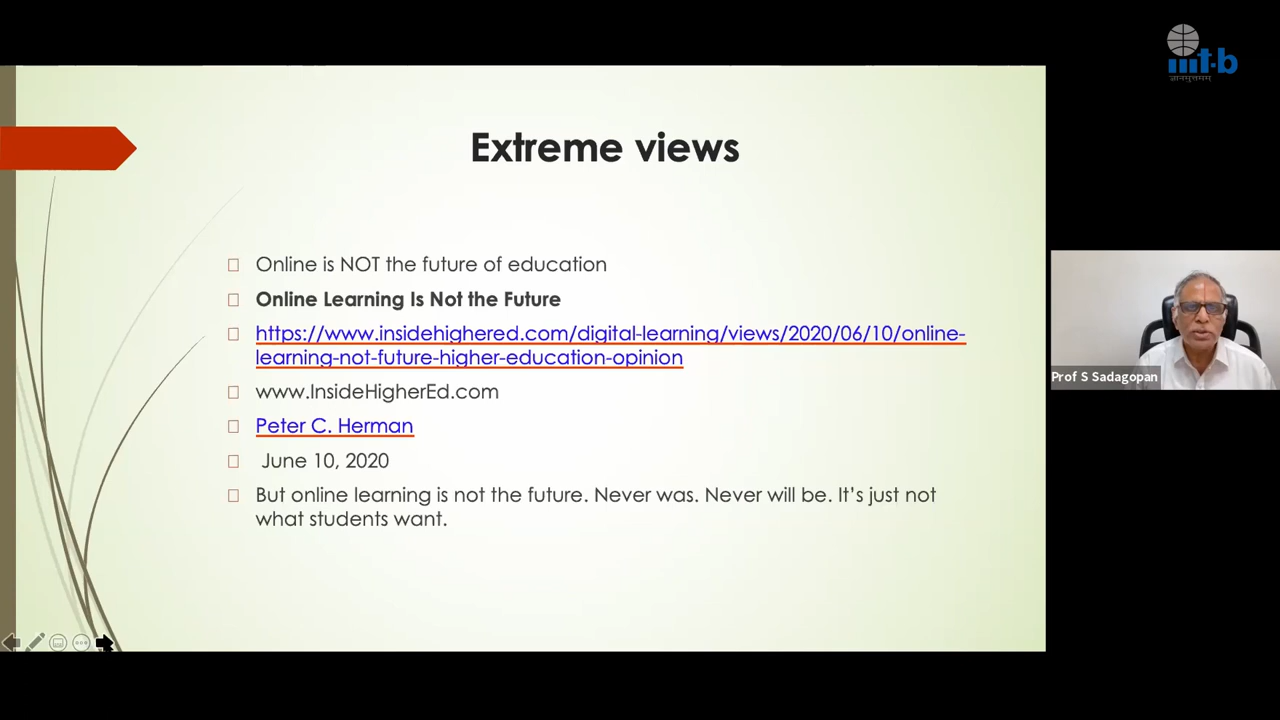 iiit-b
ज्ञानमुत्तमम्
Extreme views
Online is NOT the future of education
Online Learning Is Not the Future
https://www.insidehighered.com/digital-learning/views/2020/06/10/online-
learning-not-future-higher-education-opinion
www.InsideHigherEd.com
Peter C. Herman
June 10, 2020
But online learning is not the future. Never was. Never will be. It’s just not
what students want.
Prof S Sadagopan